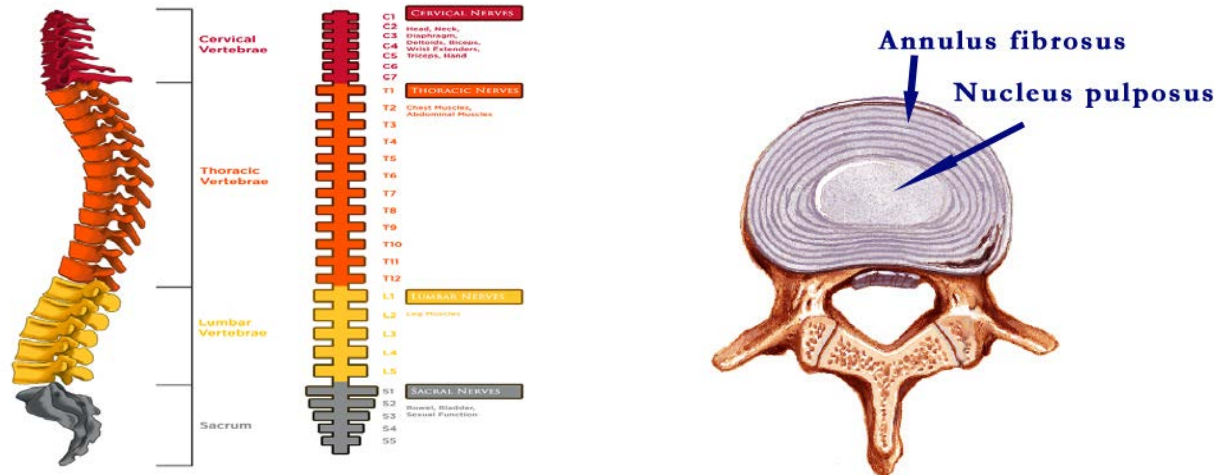 Cervical
Vertebrae
Thoracic
Vertebrae
Lumbar
Vertebrae
Sacrum
C1
C2
C3
C4
C5
C6
C7
T1
T2
T3
T4
T5
T6
T7
T8
T9
T10
T11
T12
L1
L2
L3
L4
L5
S1
S2
S3
S4
S5
CERVICAL NERVES
Head, Neck,
Diaphragm,
Deltoids, Biceps,
Wrist Extenders,
Triceps, Hand
THORACIC NERVES
Chest Muscles,
Abdominal Muscles
LUMBAR NERVES
Leg Muscles
SACRAL NERVES
Bowel, Bladder,
Sexual Function
Annulus fibrosus
Nucleus pulposus